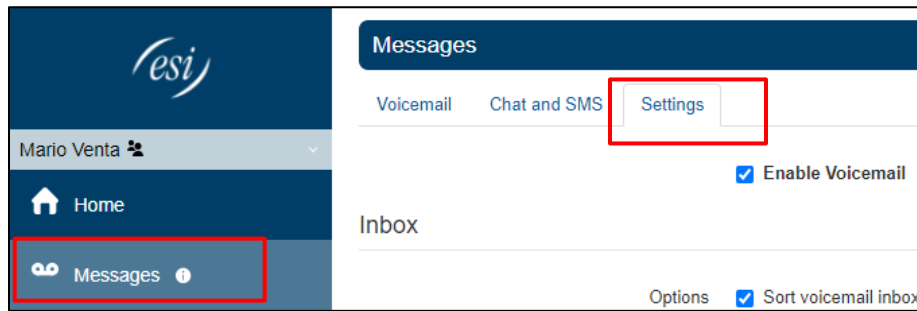 esi
Mario Venta
Home
Messages
Messages
Voicemail Chat and SMS Settings
Enable Voicemail
Inbox
Options Sort voicemail inbox